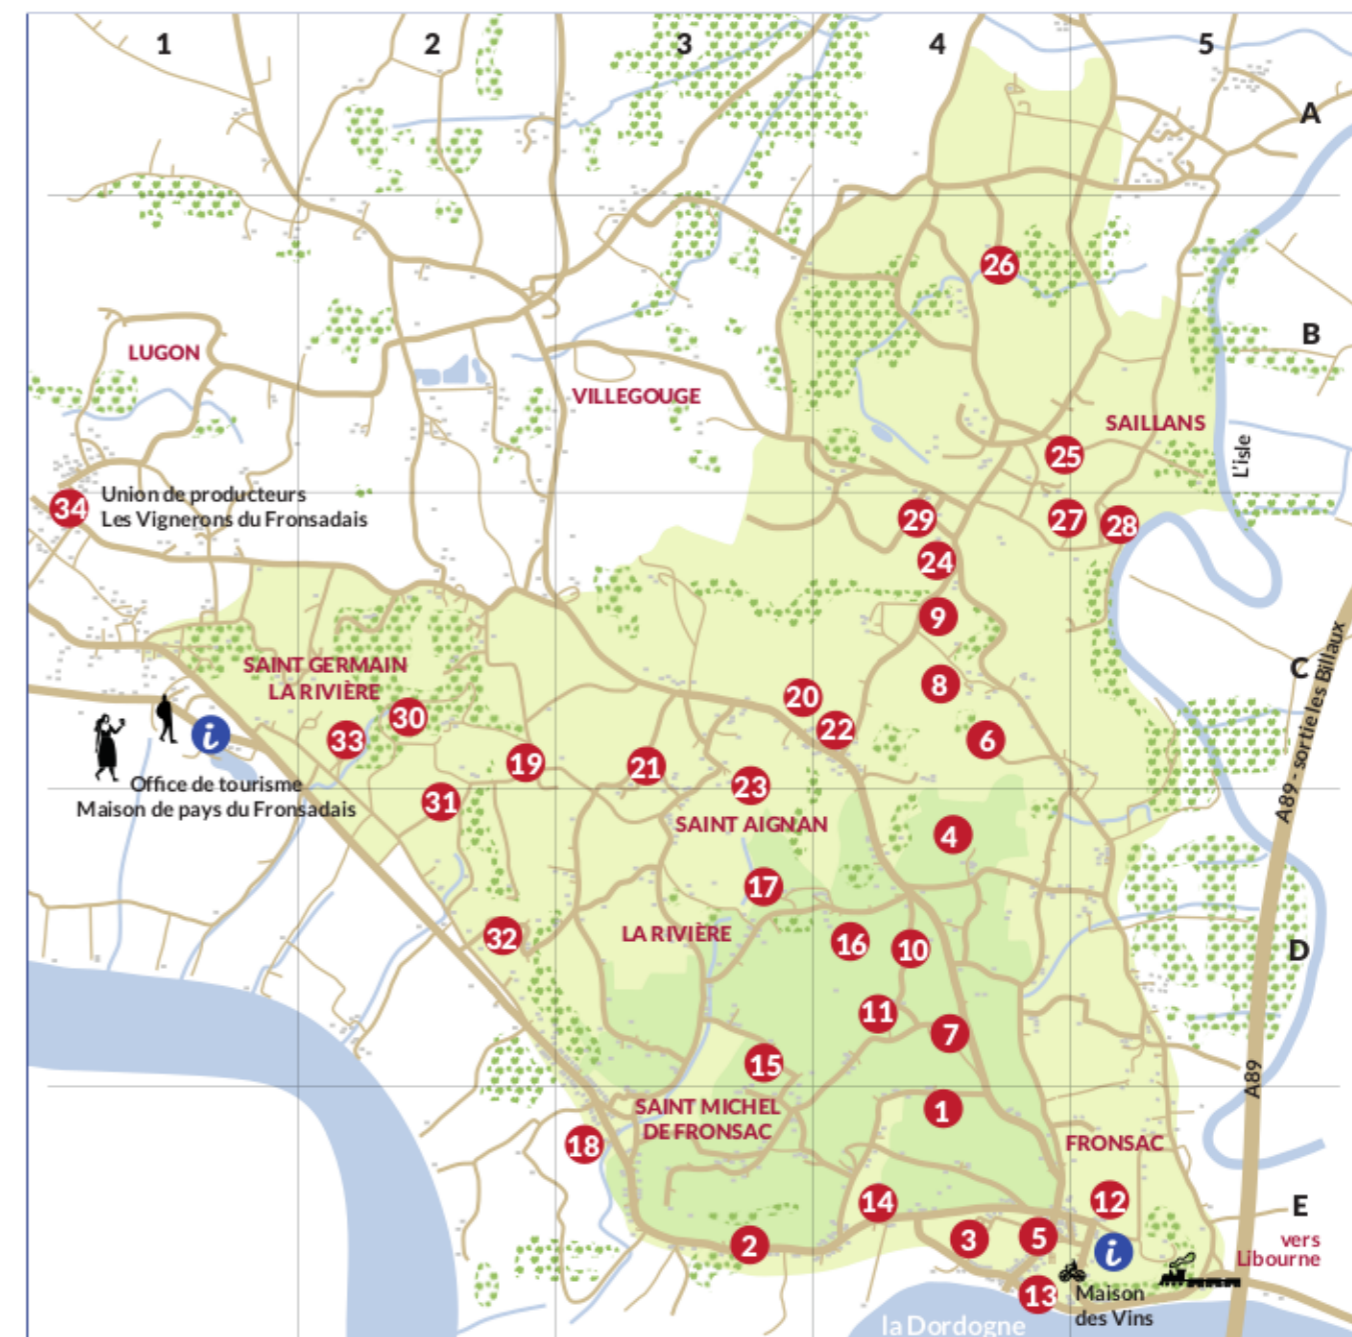 1
2
3
4
5
A
26
B
LUGON
VILLEGOUGE
SAILLANS
25
L'isle
34
Union de producteurs
Les Vignerons du Fronsadais
29
27
28
24
9
SAINT GERMAIN
LA RIVIÈRE
C
8
20
30
22
33
i
6
19
21
23
A89 - sortie les Billaux
Office de tourisme
Maison de pays du Fronsadais
31
SAINT AIGNAN
4
17
32
LA RIVIÈRE
16
10
D
11
7
15
A89
SAINT MICHEL
DE FRONSAC
1
18
FRONSAC
14
12
E
2
3
5
i
vers
Libourne
13
Maison
des Vins
la Dordogne